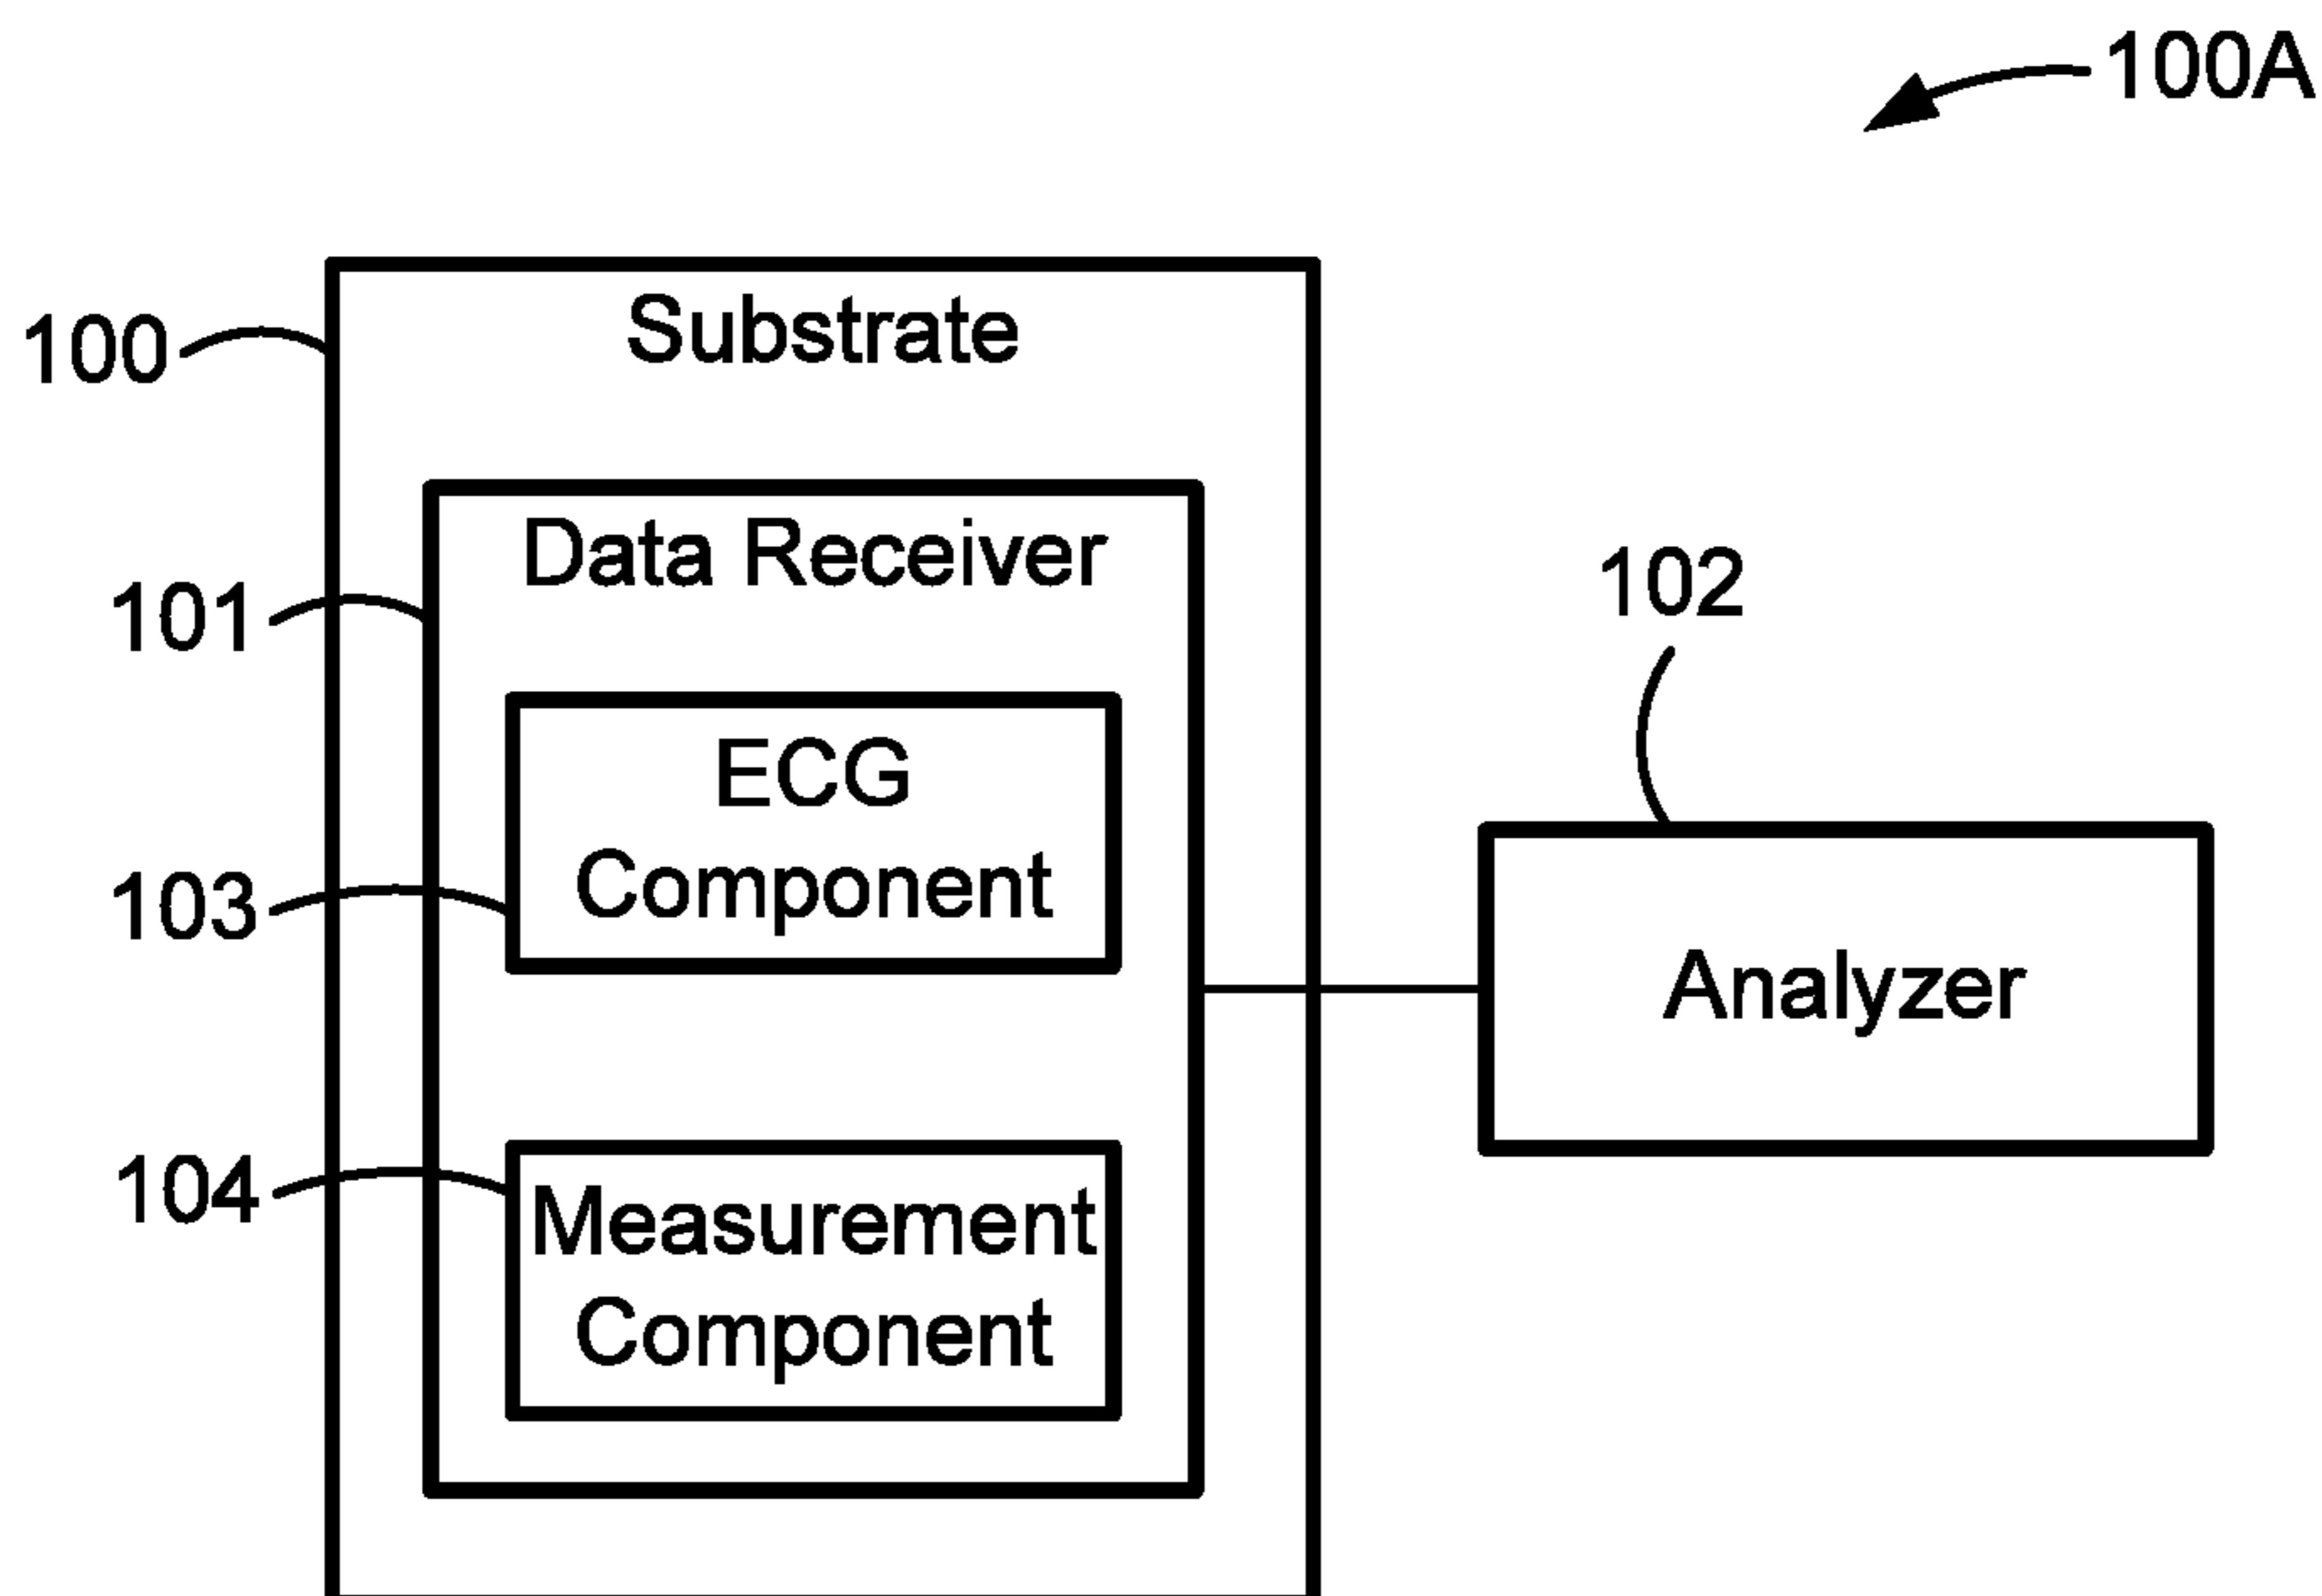 100A
100
Substrate
Data Receiver
101
102
ECG
Component
103
Analyzer
104
Measurement
Component